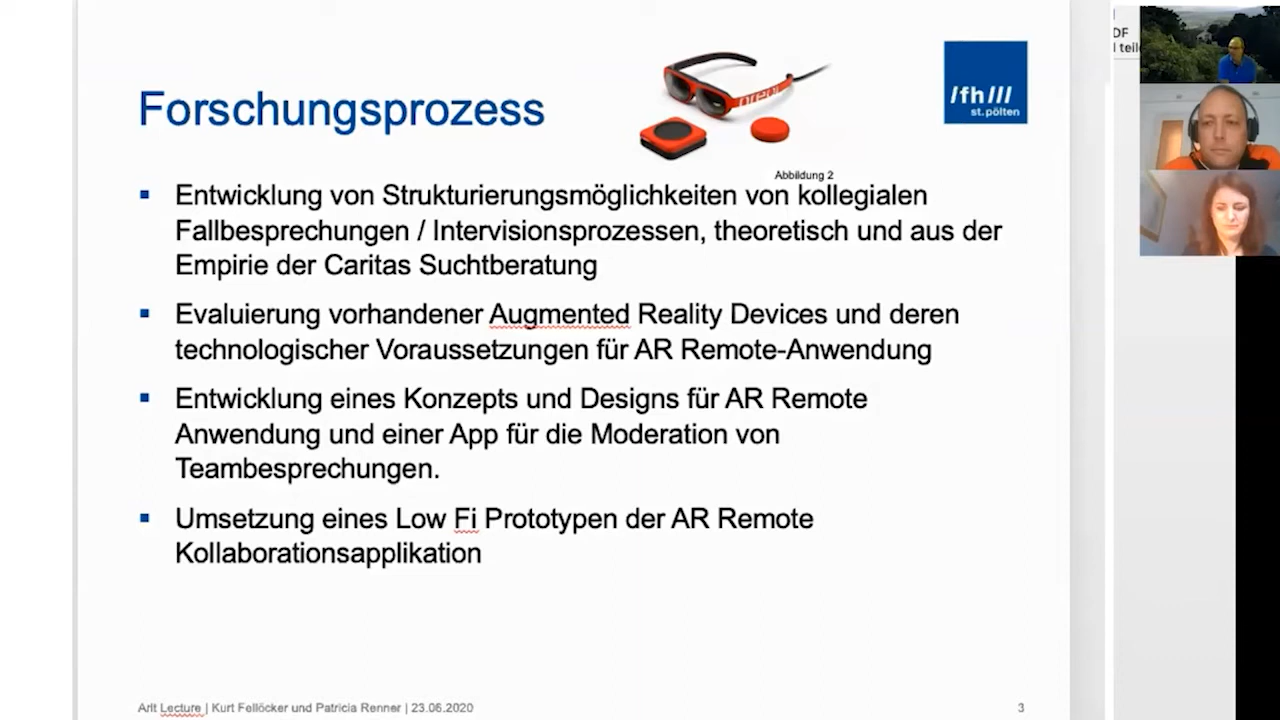 Forschungsprozess
nreal
/fh///
st.pölten
Abbildung 2
▪ Entwicklung von Strukturierungsmöglichkeiten von kollegialen
Fallbesprechungen / Intervisionsprozessen, theoretisch und aus der
Empirie der Caritas Suchtberatung
▪ Evaluierung vorhandener Augmented Reality Devices und deren
technologischer Voraussetzungen für AR Remote-Anwendung
▪ Entwicklung eines Konzepts und Designs für AR Remote
Anwendung und einer App für die Moderation von
Teambesprechungen.
▪ Umsetzung eines Low Fi Prototypen der AR Remote
Kollaborationsapplikation
Arlt Lecture | Kurt Fellöcker und Patricia Renner | 23.06.2020
3
DF
teile